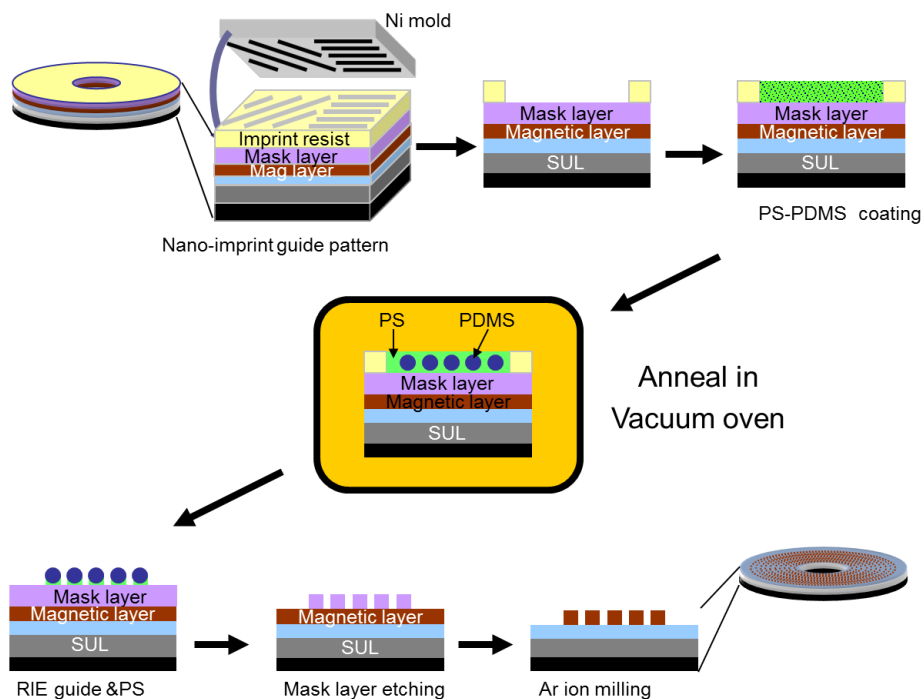 Ni mold
Imprint resist
Mask layer
Mag layer
Nano-imprint guide pattern
Mask layer
Magnetic layer
SUL
Mask layer
Magnetic layer
SUL
PS-PDMS coating
PS
PDMS
Mask layer
Magnetic layer
SUL
Anneal in
Vacuum oven
Mask layer
Magnetic layer
SUL
RIE guide &PS
Magnetic layer
SUL
Mask layer etching
Ar ion milling